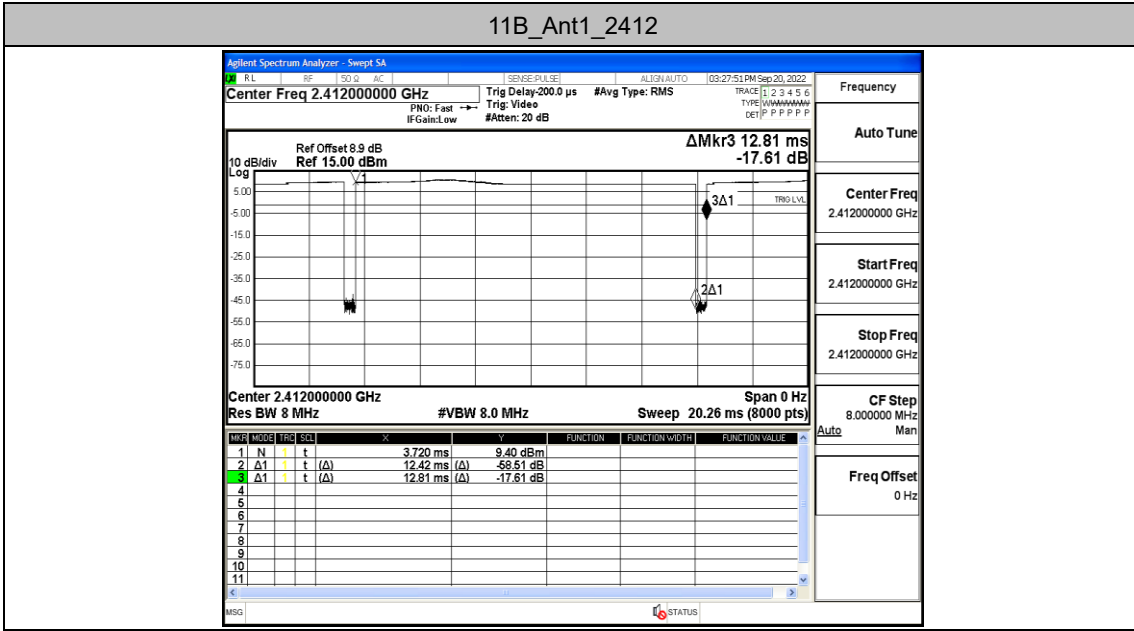 11B_Ant1_2412
Agilent Spectrum Analyzer - Swept SA
LXI RL RF 50 Ω AC SENSE:PULSE ALIGN AUTO 03:27:51 PM Sep 20, 2022
Center Freq 2.412000000 GHz Trig Delay-200.0 µs #Avg Type: RMS TRACE 1 2 3 4 5 6
PNO: Fast Trig: Video TYPE WWWWWW
IFGain:Low #Atten: 20 dB DET P P P P P P
ΔMkr3 12.81 ms
Ref Offset 8.9 dB
10 dB/div Ref 15.00 dBm -17.61 dB
Log
1
5.00
3Δ1 TRIG LVL
-5.00
-15.0
-25.0
-35.0
2Δ1
-45.0
-55.0
-65.0
-75.0
Center 2.412000000 GHz Span 0 Hz
Res BW 8 MHz #VBW 8.0 MHz Sweep 20.26 ms (8000 pts)
MKR MODE TRC SCL X Y FUNCTION FUNCTION WIDTH FUNCTION VALUE
1 N 1 t 3.720 ms 9.40 dBm
2 Δ1 1 t (Δ) 12.42 ms (Δ) -58.51 dB
3 Δ1 1 t (Δ) 12.81 ms (Δ) -17.61 dB
4
5
6
7
8
9
10
11
MSG STATUS
Frequency
Auto Tune
Center Freq
2.412000000 GHz
Start Freq
2.412000000 GHz
Stop Freq
2.412000000 GHz
CF Step
8.000000 MHz
Auto Man
Freq Offset
0 Hz